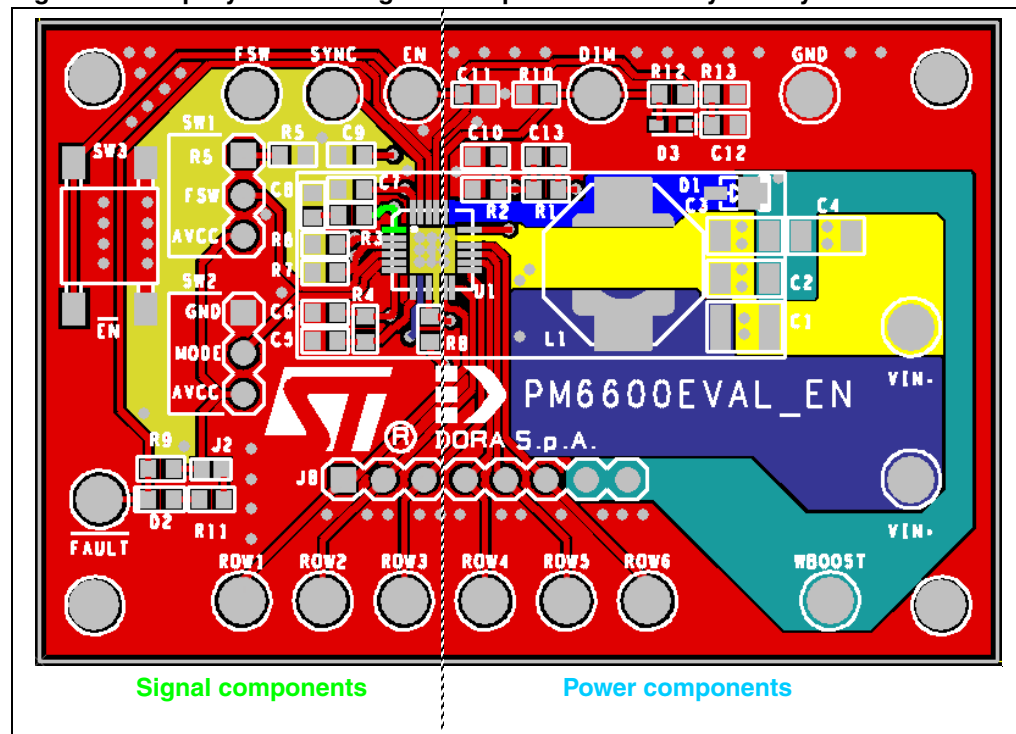 FSW SYNC EN DIM GND
C11 R10 R12 R13
SW1 R5 C9 C10 C13 D3 C12
SW3 R5
C8 D1
FSW R2 R1 C3 C4
R6 R3
AVCC
R7 C2
SW2 R4 U1
GND C6 C1
EN C5 L1 R8
MODE VIN-
AVCC PM6600EVAL_EN
ST ® DORA S.p.A.
R9 J2
J8
D2 R11
FAULT VIN+
ROW1 ROW2 ROW3 ROW4 ROW5 ROW6 WBOOST
Signal components Power components